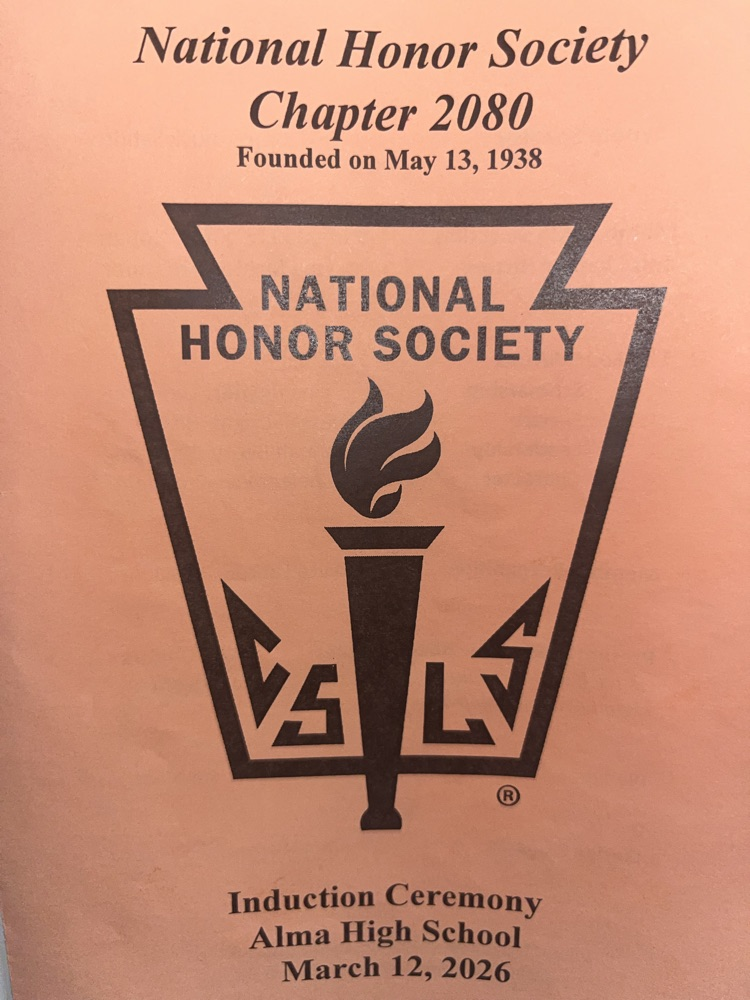 National Honor Society
Chapter 2080
Founded on May 13, 1938
NATIONAL
HONOR SOCIETY
C S L S
®
Induction Ceremony
Alma High School
March 12, 2026